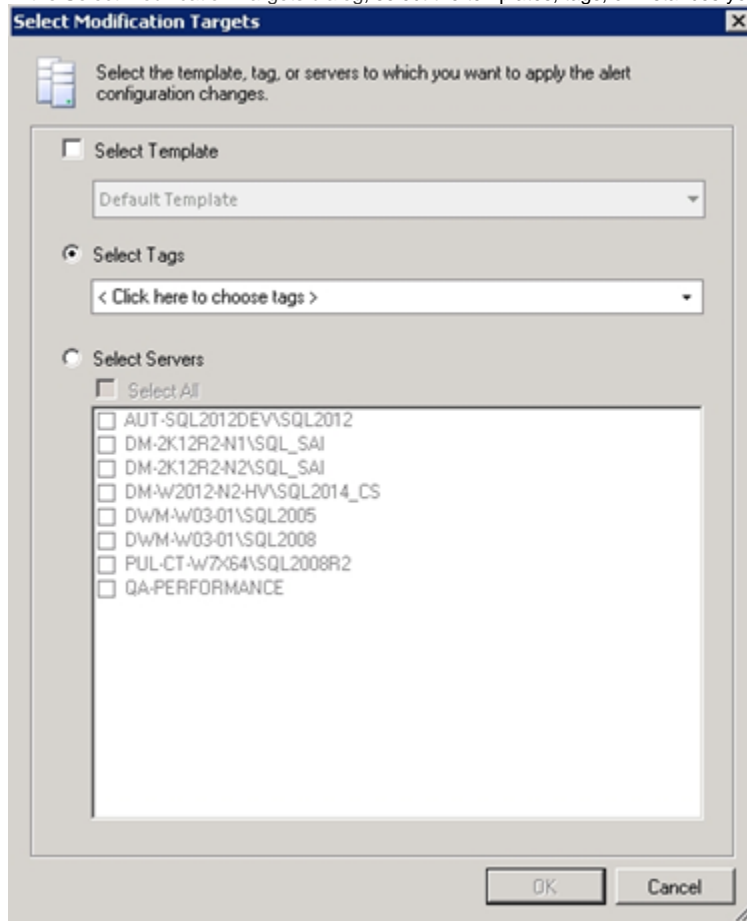 Select Modification Targets
Select the template, tag, or servers to which you want to apply the alert
configuration changes.
Select Template
Default Template
Select Tags
< Click here to choose tags >
Select Servers
Select All
AUT-SQL2012DEV\SQL2012
DM-2K12R2-N1\SQL_SAI
DM-2K12R2-N2\SQL_SAI
DM-W2012-N2-HV\SQL2014_CS
DWM-W03-01\SQL2005
DWM-W03-01\SQL2008
PUL-CT-W7X64\SQL2008R2
QA-PERFORMANCE
OK
Cancel